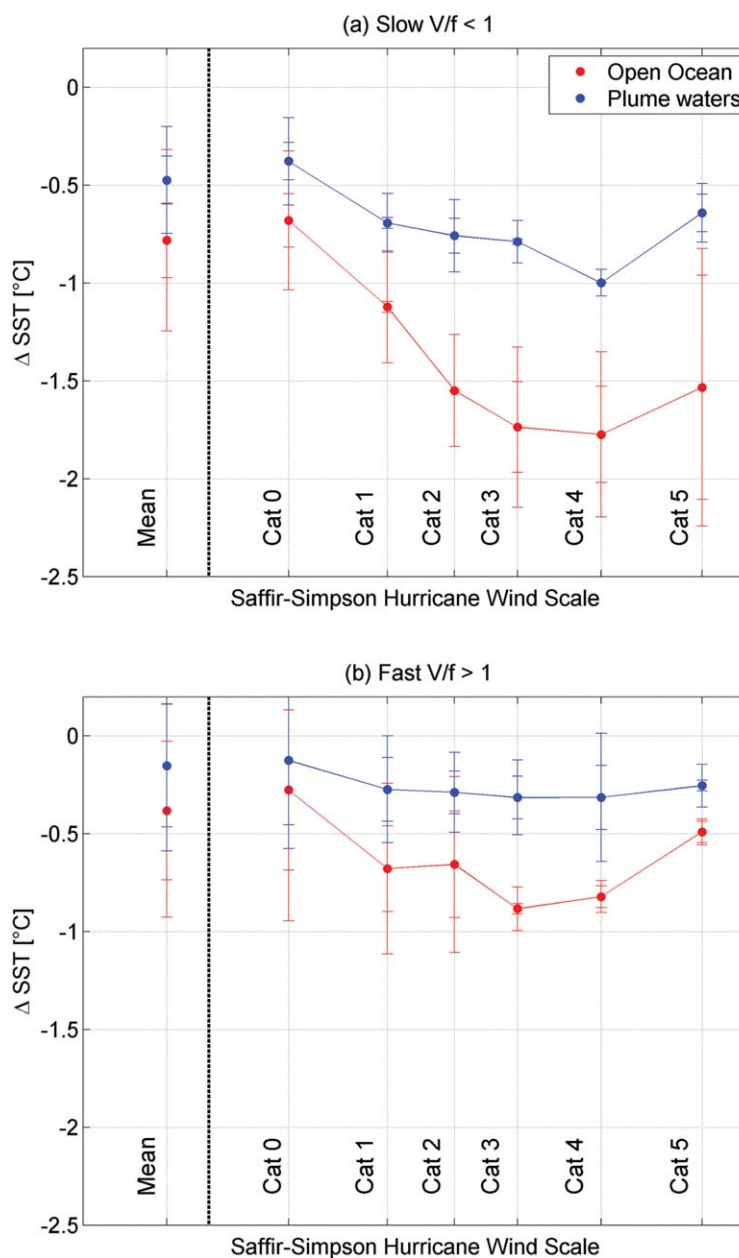 (a) Slow V/f < 1
Open Ocean
Plume waters
0
-0.5
-1
-1.5
-2
-2.5
Δ SST [°C]
Mean
Cat 0
Cat 1
Cat 2
Cat 3
Cat 4
Cat 5
Saffir-Simpson Hurricane Wind Scale
(b) Fast V/f > 1
0
-0.5
-1
-1.5
-2
-2.5
Δ SST [°C]
Mean
Cat 0
Cat 1
Cat 2
Cat 3
Cat 4
Cat 5
Saffir-Simpson Hurricane Wind Scale